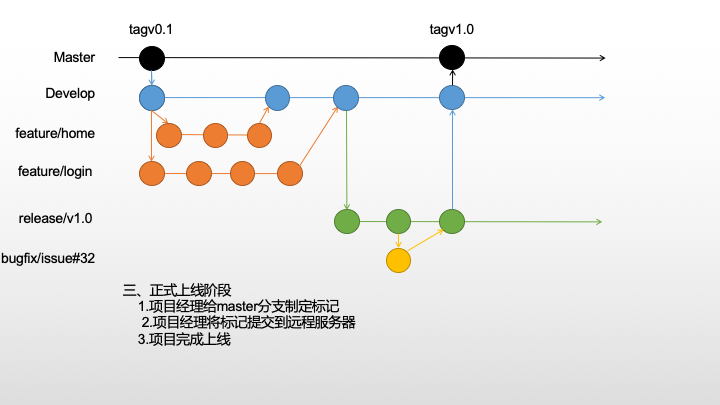 tagv0.1
tagv1.0
Master
Develop
feature/home
feature/login
release/v1.0
bugfix/issue#32
三、正式上线阶段
1.项目经理给master分支制定标记
2.项目经理将标记提交到远程服务器
3.项目完成上线